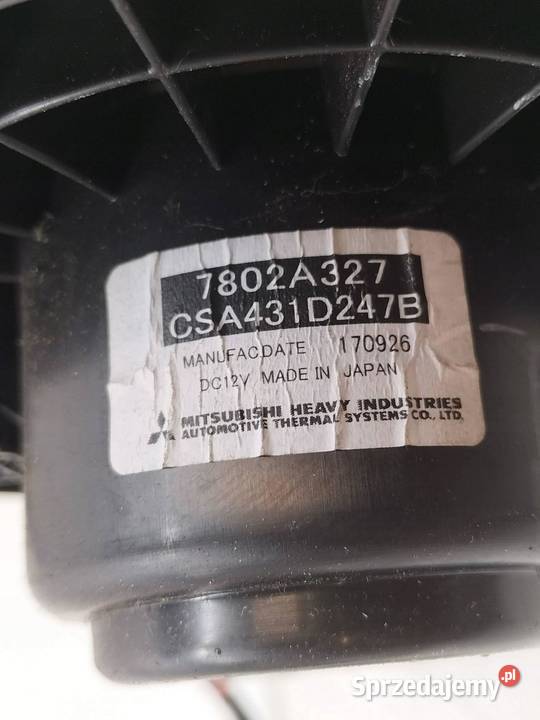 7802A327
CSA431D247B
MANUFAC.DATE 170926
DC12V MADE IN JAPAN
MITSUBISHI HEAVY INDUSTRIES
AUTOMOTIVE THERMAL SYSTEMS CO., LTD.
Sprzedajemy.pl